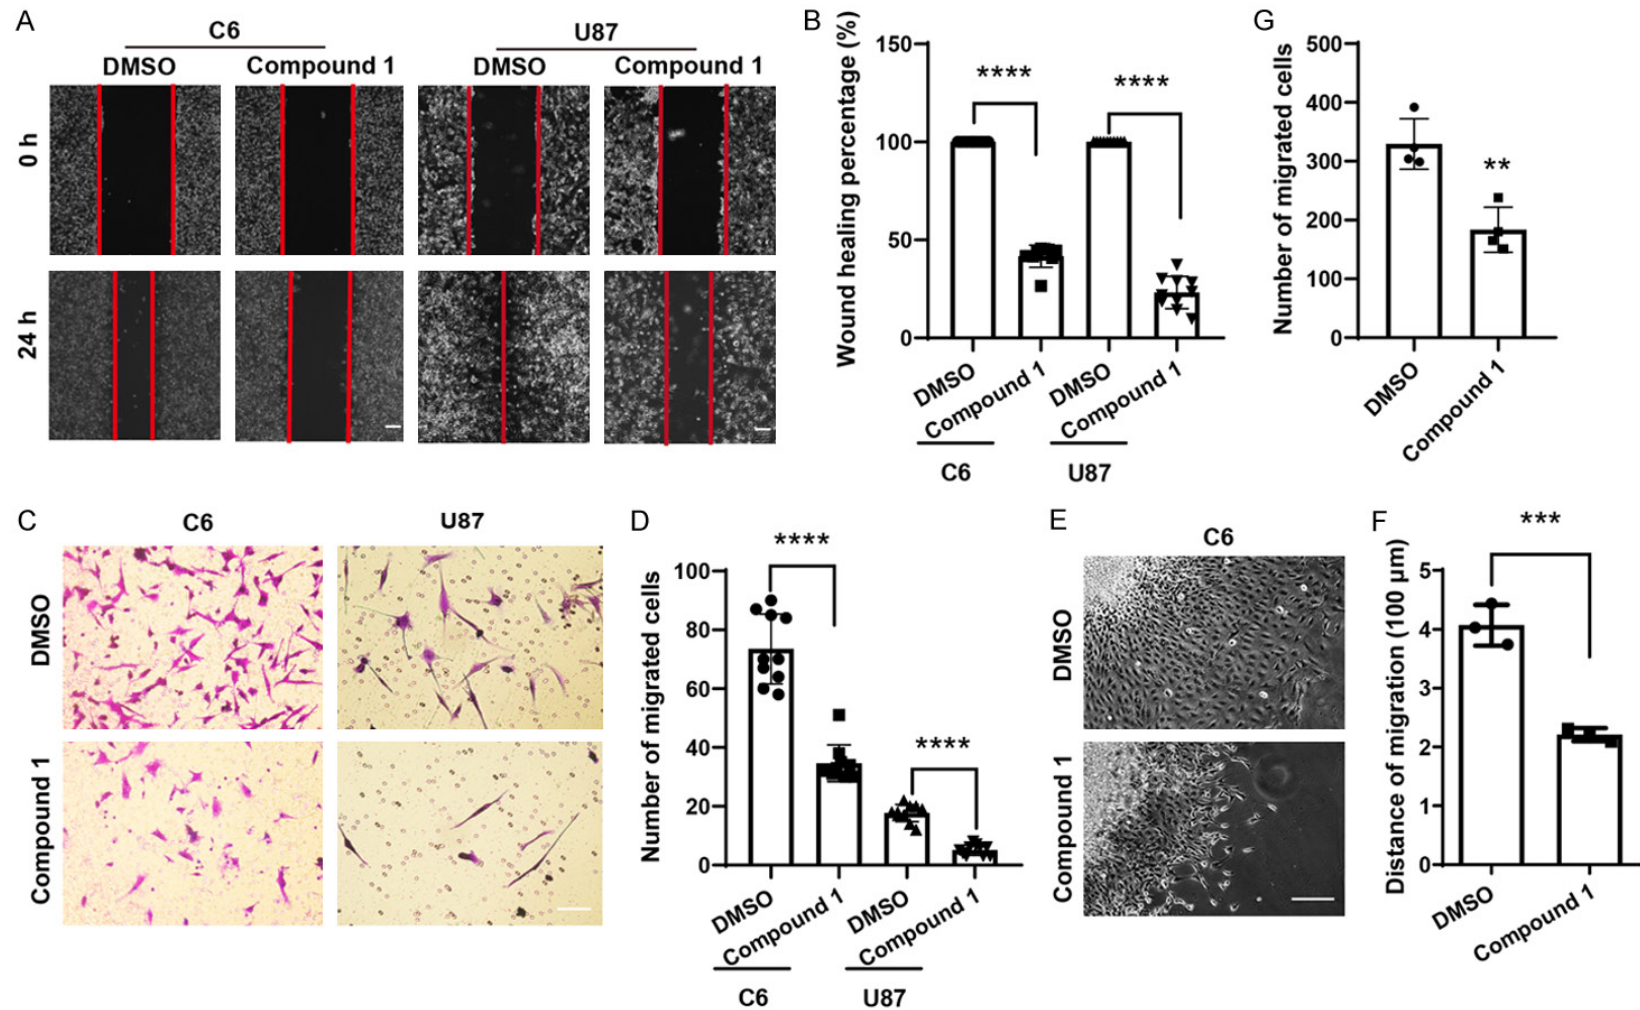 A
C6
U87
DMSO
Compound 1
DMSO
Compound 1
0 h
24 h
B
Wound healing percentage (%)
150
100
50
0
****
****
DMSO
Compound 1
DMSO
Compound 1
C6
U87
G
Number of migrated cells
500
400
300
200
100
0
**
DMSO
Compound 1
C
C6
U87
DMSO
Compound 1
D
Number of migrated cells
100
80
60
40
20
0
****
****
DMSO
Compound 1
DMSO
Compound 1
C6
U87
E
C6
DMSO
Compound 1
F
Distance of migration (100 μm)
5
4
3
2
1
0
***
DMSO
Compound 1